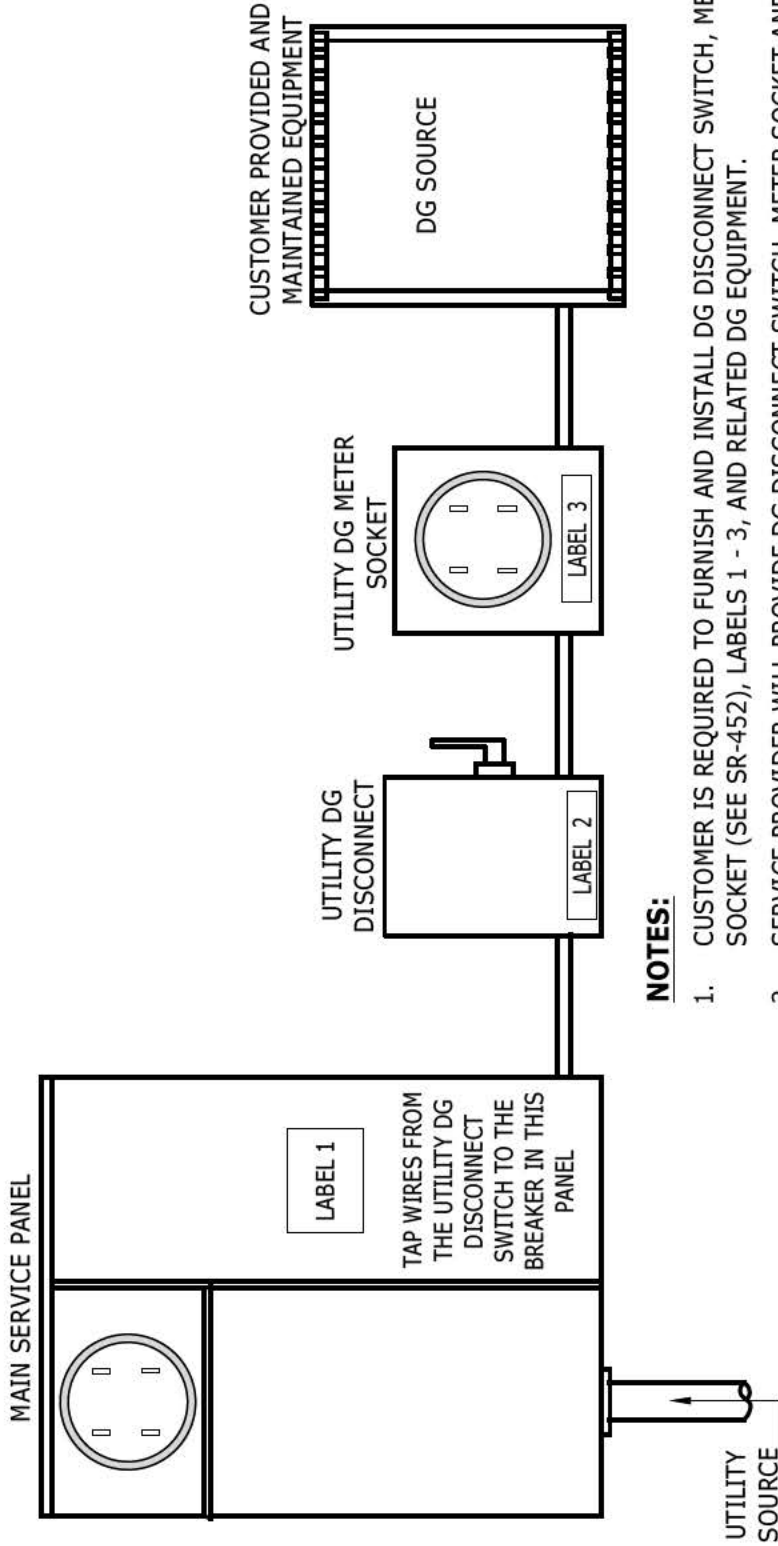 MAIN SERVICE PANEL
LABEL 1
TAP WIRES FROM
THE UTILITY DG
DISCONNECT
SWITCH TO THE
BREAKER IN THIS
PANEL
UTILITY
SOURCE
UTILITY DG
DISCONNECT
LABEL 2
UTILITY DG METER
SOCKET
LABEL 3
CUSTOMER PROVIDED AND
MAINTAINED EQUIPMENT
DG SOURCE
NOTES:
1. CUSTOMER IS REQUIRED TO FURNISH AND INSTALL DG DISCONNECT SWITCH,
SOCKET (SEE SR-452), LABELS 1 - 3, AND RELATED DG EQUIPMENT.
SERVICE PROVIDER WILL PROVIDE DG DISCONNECT SWITCH, METER SOCKET AND